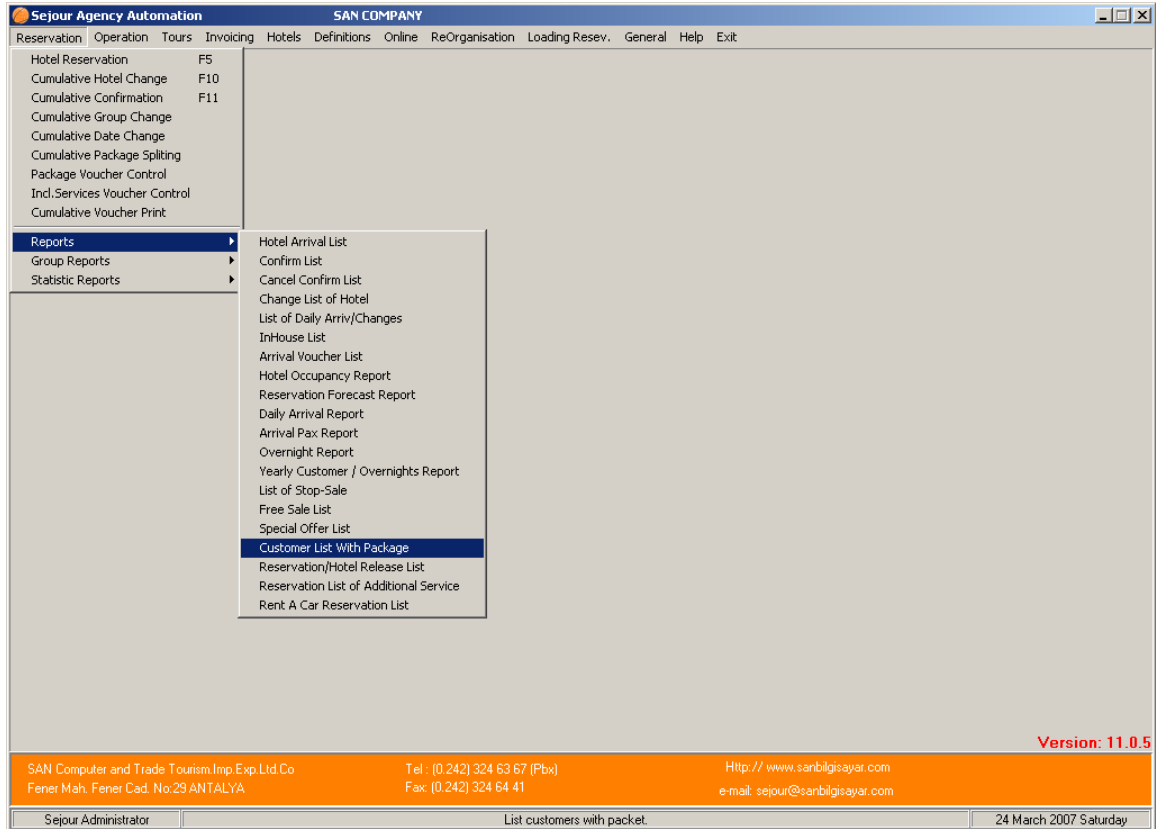 Sejour Agency Automation SAN COMPANY
Reservation Operation Tours Invoicing Hotels Definitions Online ReOrganisation Loading Resev. General Help Exit
Hotel Reservation F5
Cumulative Hotel Change F10
Cumulative Confirmation F11
Cumulative Group Change
Cumulative Date Change
Cumulative Package Spliting
Package Voucher Control
Incl.Services Voucher Control
Cumulative Voucher Print
Reports
Group Reports
Statistic Reports
Hotel Arrival List
Confirm List
Cancel Confirm List
Change List of Hotel
List of Daily Arriv/Changes
InHouse List
Arrival Voucher List
Hotel Occupancy Report
Reservation Forecast Report
Daily Arrival Report
Arrival Pax Report
Overnight Report
Yearly Customer / Overnights Report
List of Stop-Sale
Free Sale List
Special Offer List
Customer List With Package
Reservation/Hotel Release List
Reservation List of Additional Service
Rent A Car Reservation List
Version: 11.0.5
SAN Computer and Trade Tourism.Imp.Exp.Ltd.Co Tel : (0.242) 324 63 67 (Pbx) Http:// www.sanbilgisayar.com
Fener Mah. Fener Cad. No:29 ANTALYA Fax: (0.242) 324 64 41 e-mail: sejour@sanbilgisayar.com
Sejour Administrator List customers with packet. 24 March 2007 Saturday